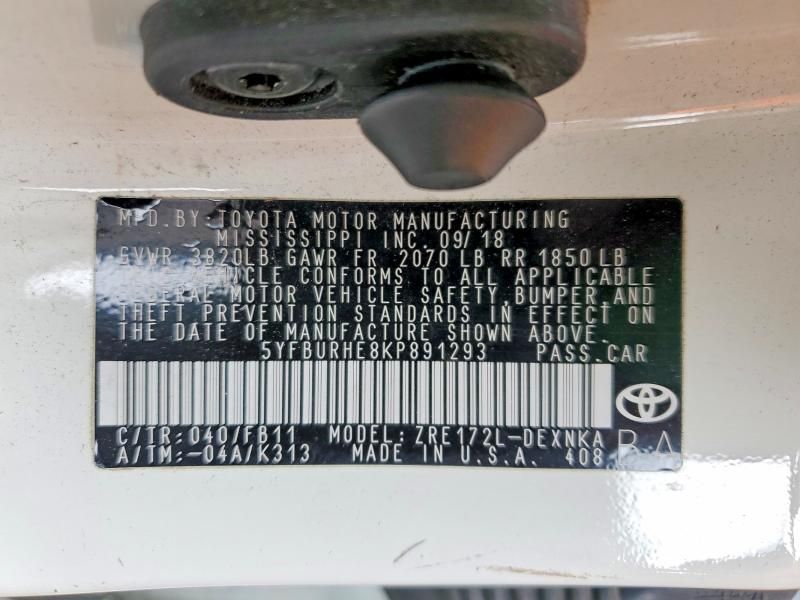 MFD. BY: TOYOTA MOTOR MANUFACTURING
MISSISSIPPI INC. 09/18
GVWR 3820LB GAWR FR 2070 LB RR 1850 LB
VEHICLE CONFORMS TO ALL APPLICABLE
FEDERAL MOTOR VEHICLE SAFETY, BUMPER, AND
THEFT PREVENTION STANDARDS IN EFFECT ON
THE DATE OF MANUFACTURE SHOWN ABOVE.
5YFBURHE8KP891293 PASS. CAR
C/TR: 040/FB11 MODEL: ZRE172L-DEXNKA
A/TM:-04A/K313 MADE IN U.S.A. 408
BA